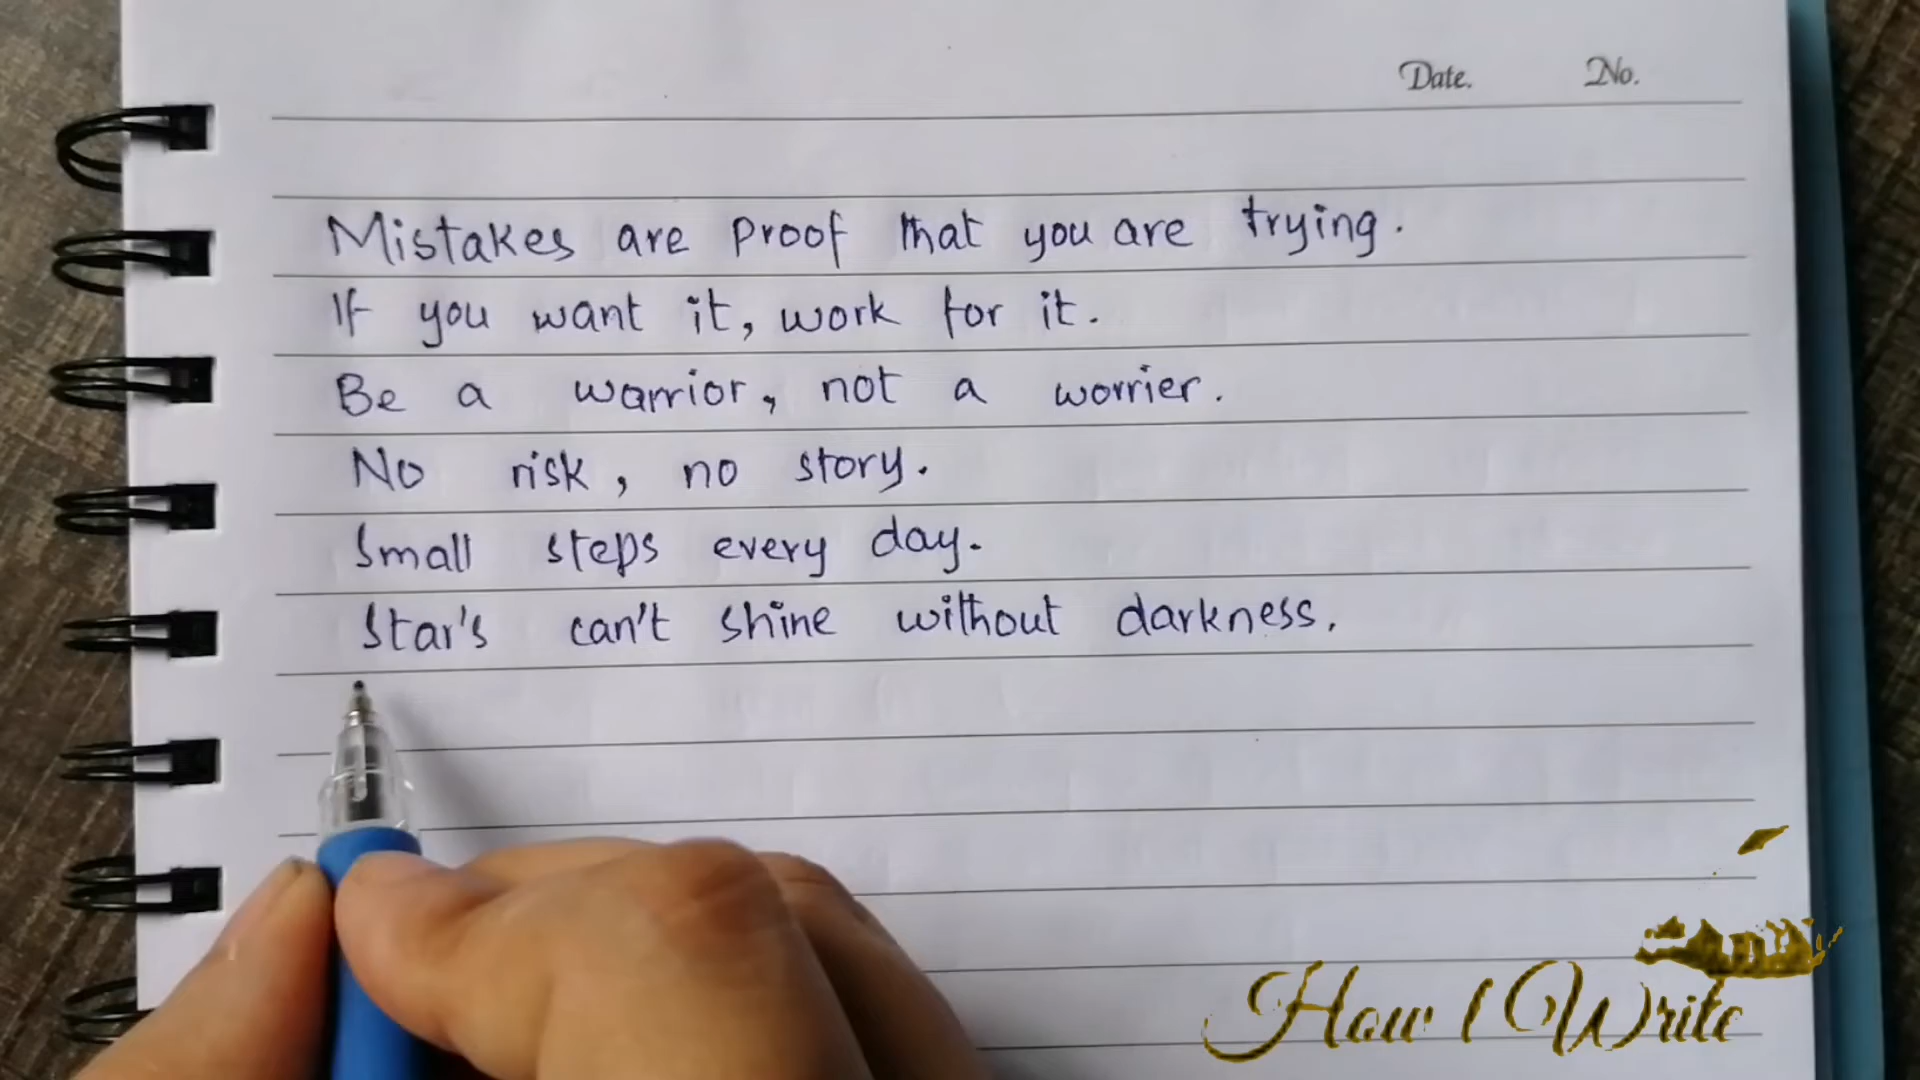 Date. No.
Mistakes are proof that you are trying.
If you want it, work for it.
Be a warrior, not a worrier.
No risk, no story.
Small steps every day.
Star's can't shine without darkness.
How I Write